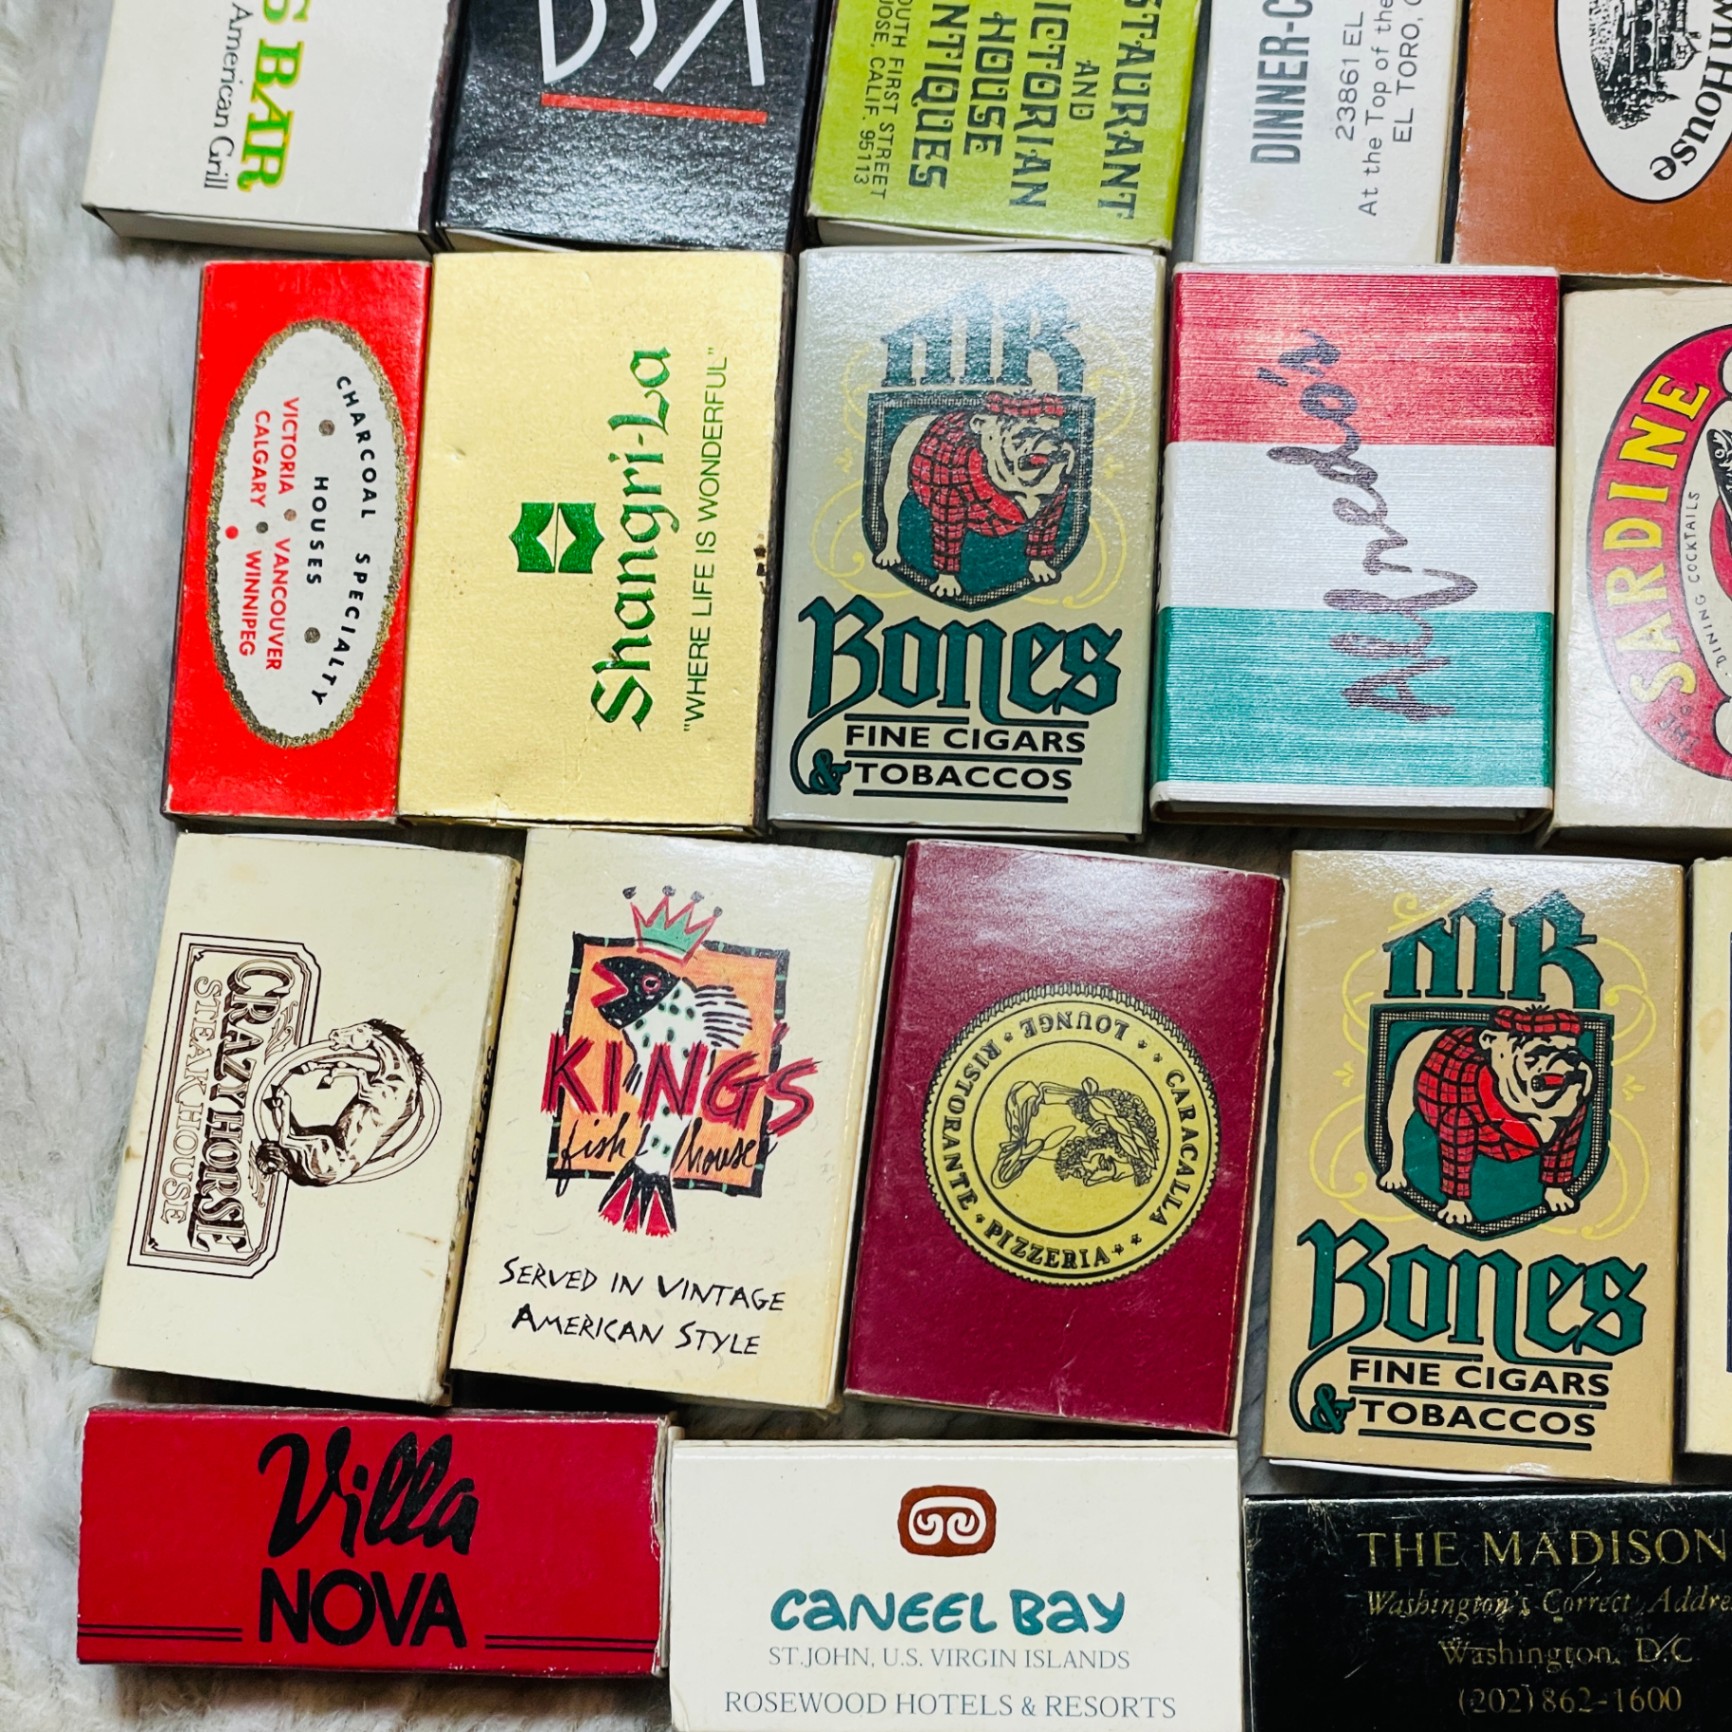 BAR
American Grill
RESTAURANT
AND
VICTORIAN
HOUSE
ANTIQUES
SOUTH FIRST STREET
JOSE, CALIF. 95113
23861 EL
At the Top of the
EL TORO,
House
CHARCOAL SPECIALTY
HOUSES
VICTORIA • VANCOUVER
CALGARY • WINNIPEG
Shangri-La
"WHERE LIFE IS WONDERFUL"
MR
Bones
FINE CIGARS
& TOBACCOS
Alfredo's
THE SARDINE
DINING COCKTAILS
CRAZY HORSE
STEAKHOUSE
KINGS
fish house
SERVED IN VINTAGE
AMERICAN STYLE
CARACALLA
LOUNGE • RISTORANTE • PIZZERIA
MR
Bones
FINE CIGARS
& TOBACCOS
Villa
NOVA
CANEEL BAY
ST.JOHN, U.S. VIRGIN ISLANDS
ROSEWOOD HOTELS & RESORTS
THE MADISON
Washington's Correct Addre
Washington, D.C.
(202) 862-1600